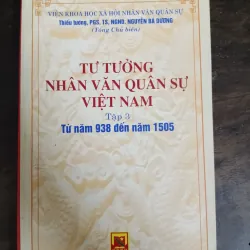 VIỆN KHOA HỌC XÃ HỘI NHÂN VĂN QUÂN SỰ
Thiếu tướng, PGS. TS, NGND. NGUYỄN BÁ DƯƠNG
(Tổng Chủ biên)
TƯ TƯỞNG
NHÂN VĂN QUÂN SỰ
VIỆT NAM
Tập 3
Từ năm 938 đến năm 1505